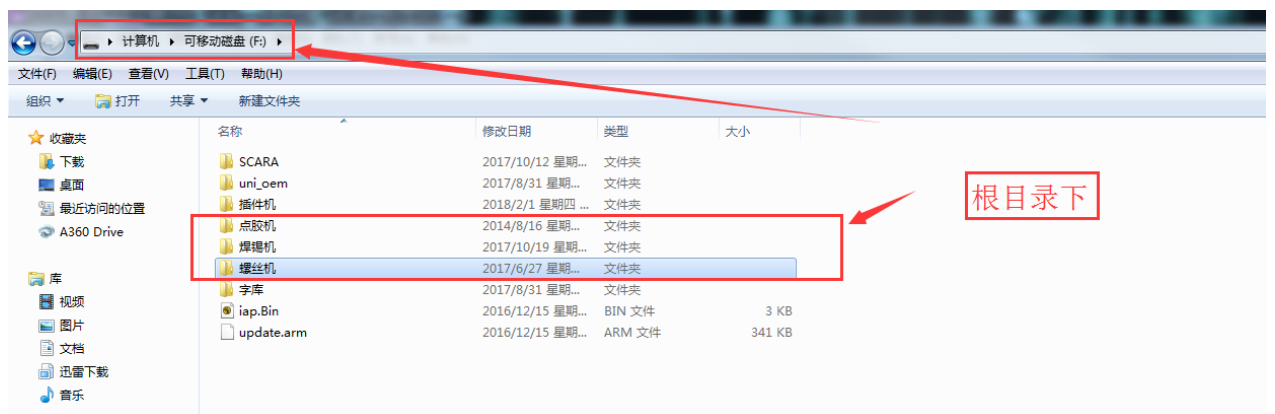 计算机 可移动磁盘 (F:)
文件(F) 编辑(E) 查看(V) 工具(T) 帮助(H)
组织 打开 共享 新建文件夹
名称 修改日期 类型 大小
收藏夹
下载
桌面
最近访问的位置
A360 Drive
库
视频
图片
文档
迅雷下载
音乐
SCARA 2017/10/12 星期... 文件夹
uni_oem 2017/8/31 星期... 文件夹
插件机 2018/2/1 星期四 ... 文件夹
点胶机 2014/8/16 星期... 文件夹
焊锡机 2017/10/19 星期... 文件夹
螺丝机 2017/6/27 星期... 文件夹
字库 2017/8/31 星期... 文件夹
iap.Bin 2016/12/15 星期... BIN 文件 3 KB
update.arm 2016/12/15 星期... ARM 文件 341 KB
根目录下